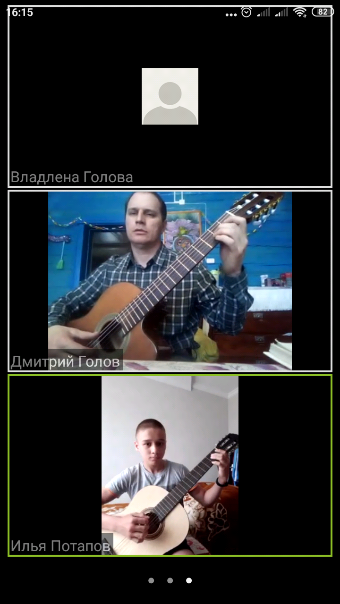 16:15
82
Владлена Голова
Дмитрий Голов
Илья Потапов